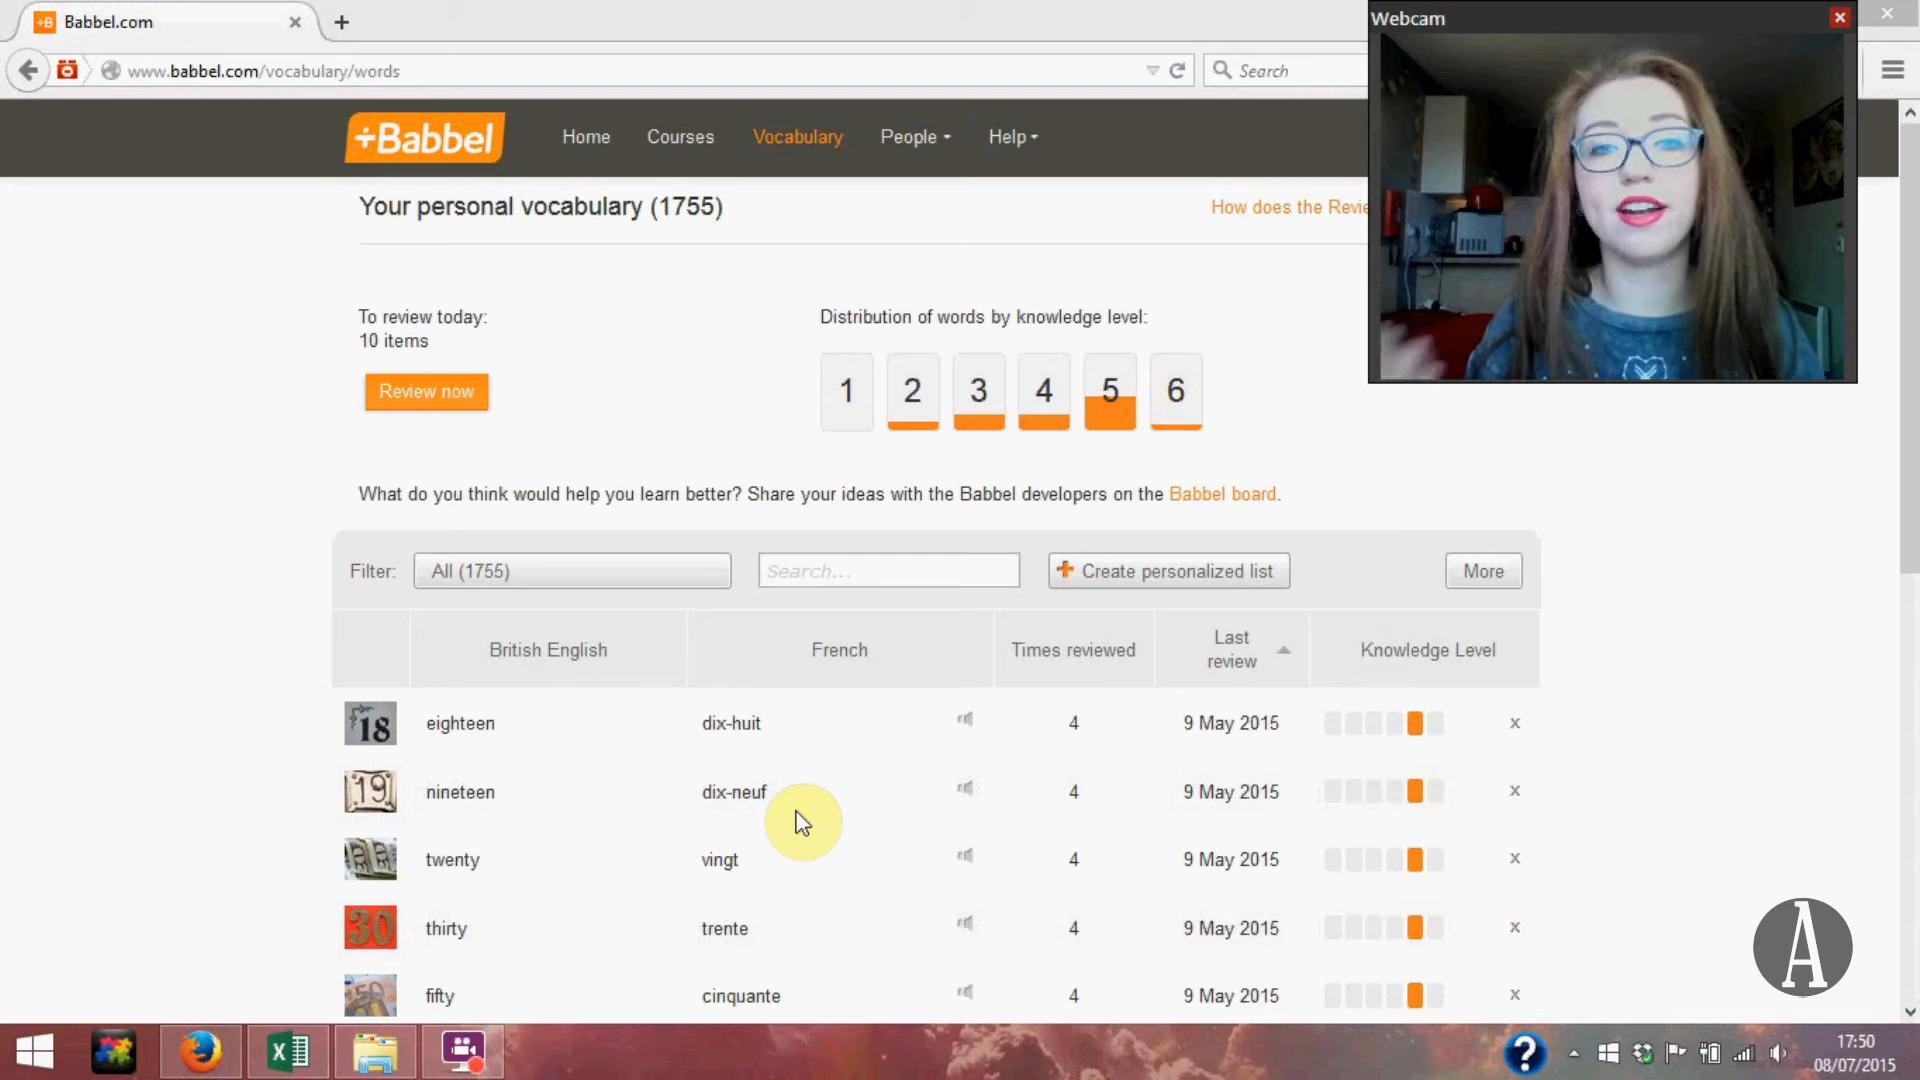 Babbel.com
www.babbel.com/vocabulary/words
Search
Webcam
+Babbel
Home
Courses
Vocabulary
People
Help
Your personal vocabulary (1755)
How does the Revie
To review today:
10 items
Review now
Distribution of words by knowledge level:
1 2 3 4 5 6
What do you think would help you learn better? Share your ideas with the Babbel developers on the Babbel board.
Filter:
All (1755)
Search...
Create personalized list
More
British English
French
Times reviewed
Last
review
Knowledge Level
18
eighteen
dix-huit
4
9 May 2015
x
19
nineteen
dix-neuf
4
9 May 2015
x
twenty
vingt
4
9 May 2015
x
30
thirty
trente
4
9 May 2015
x
50
fifty
cinquante
4
9 May 2015
x
A
?
17:50
08/07/2015